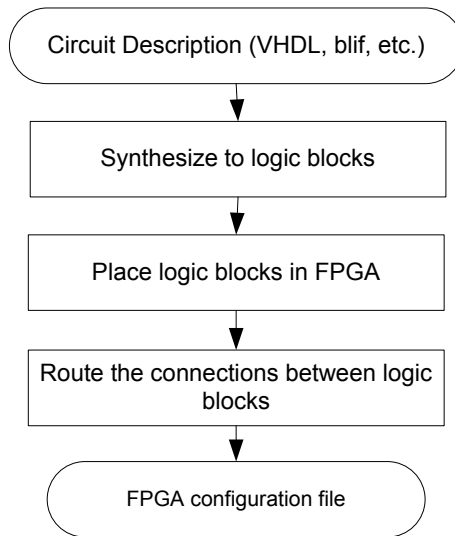 Circuit Description (VHDL, blif, etc.)
Synthesize to logic blocks
Place logic blocks in FPGA
Route the connections between logic
blocks
FPGA configuration file